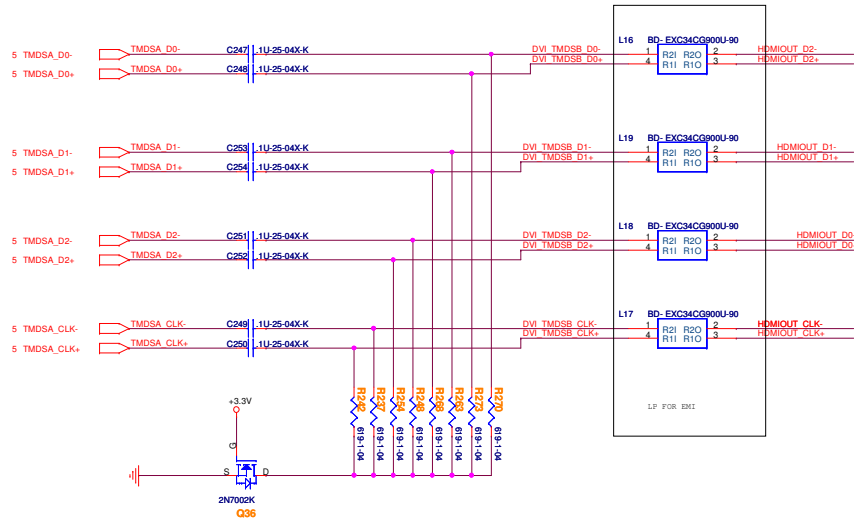 L16 BD- EXC34CG900U-90
5 TMDSA_D0- TMDSA_D0- C247 .1U-25-04X-K DVI_TMDSB_D0- 1 R2I R2O 2 HDMIOUT_D2-
5 TMDSA_D0+ TMDSA_D0+ C248 .1U-25-04X-K DVI_TMDSB_D0+ 4 R1I R1O 3 HDMIOUT_D2+
L19 BD- EXC34CG900U-90
5 TMDSA_D1- TMDSA_D1- C253 .1U-25-04X-K DVI_TMDSB_D1- 1 R2I R2O 2 HDMIOUT_D1-
5 TMDSA_D1+ TMDSA_D1+ C254 .1U-25-04X-K DVI_TMDSB_D1+ 4 R1I R1O 3 HDMIOUT_D1+
L18 BD- EXC34CG900U-90
5 TMDSA_D2- TMDSA_D2- C251 .1U-25-04X-K DVI_TMDSB_D2- 1 R2I R2O 2 HDMIOUT_D0
5 TMDSA_D2+ TMDSA_D2+ C252 .1U-25-04X-K DVI_TMDSB_D2+ 4 R1I R1O 3 HDMIOUT_D0
L17 BD- EXC34CG900U-90
5 TMDSA_CLK- TMDSA_CLK- C249 .1U-25-04X-K DVI_TMDSB_CLK- 1 R2I R2O 2 HDMIOUT_CLK-
5 TMDSA_CLK+ TMDSA_CLK+ C250 .1U-25-04X-K DVI_TMDSB_CLK+ 4 R1I R1O 3 HDMIOUT_CLK+
R242 R237 R254 R248 R268 R263 R273 R270
619-1-04 619-1-04 619-1-04 619-1-04 619-1-04 619-1-04 619-1-04 619-1-04
LP FOR EMI
+3.3V
G
S D
2N7002K
Q36